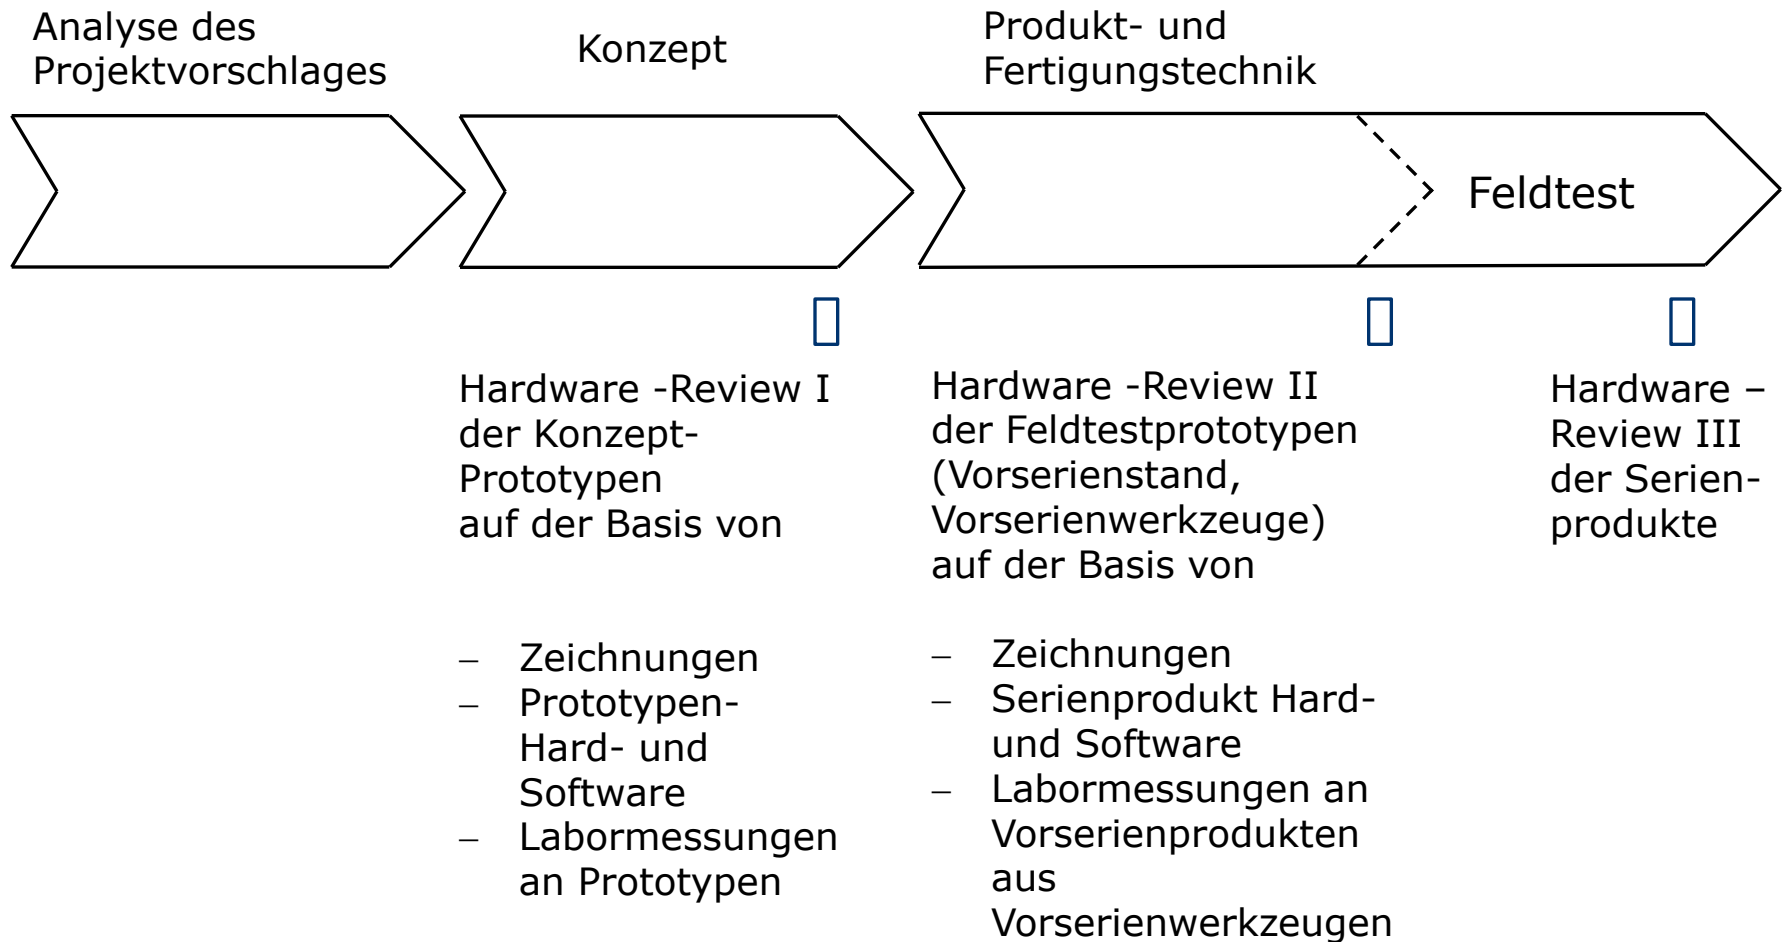 Analyse des
Projektvorschlages
Konzept
Produkt- und
Fertigungstechnik
Feldtest
Hardware -Review I
der Konzept-
Prototypen
auf der Basis von
– Zeichnungen
– Prototypen-
Hard- und
Software
– Labormessungen
an Prototypen
Hardware -Review II
der Feldtestprototypen
(Vorserienstand,
Vorserienwerkzeuge)
auf der Basis von
– Zeichnungen
– Serienprodukt Hard-
und Software
– Labormessungen an
Vorserienprodukten
aus
Vorserienwerkzeugen
Hardware –
Review III
der Serien-
produkte